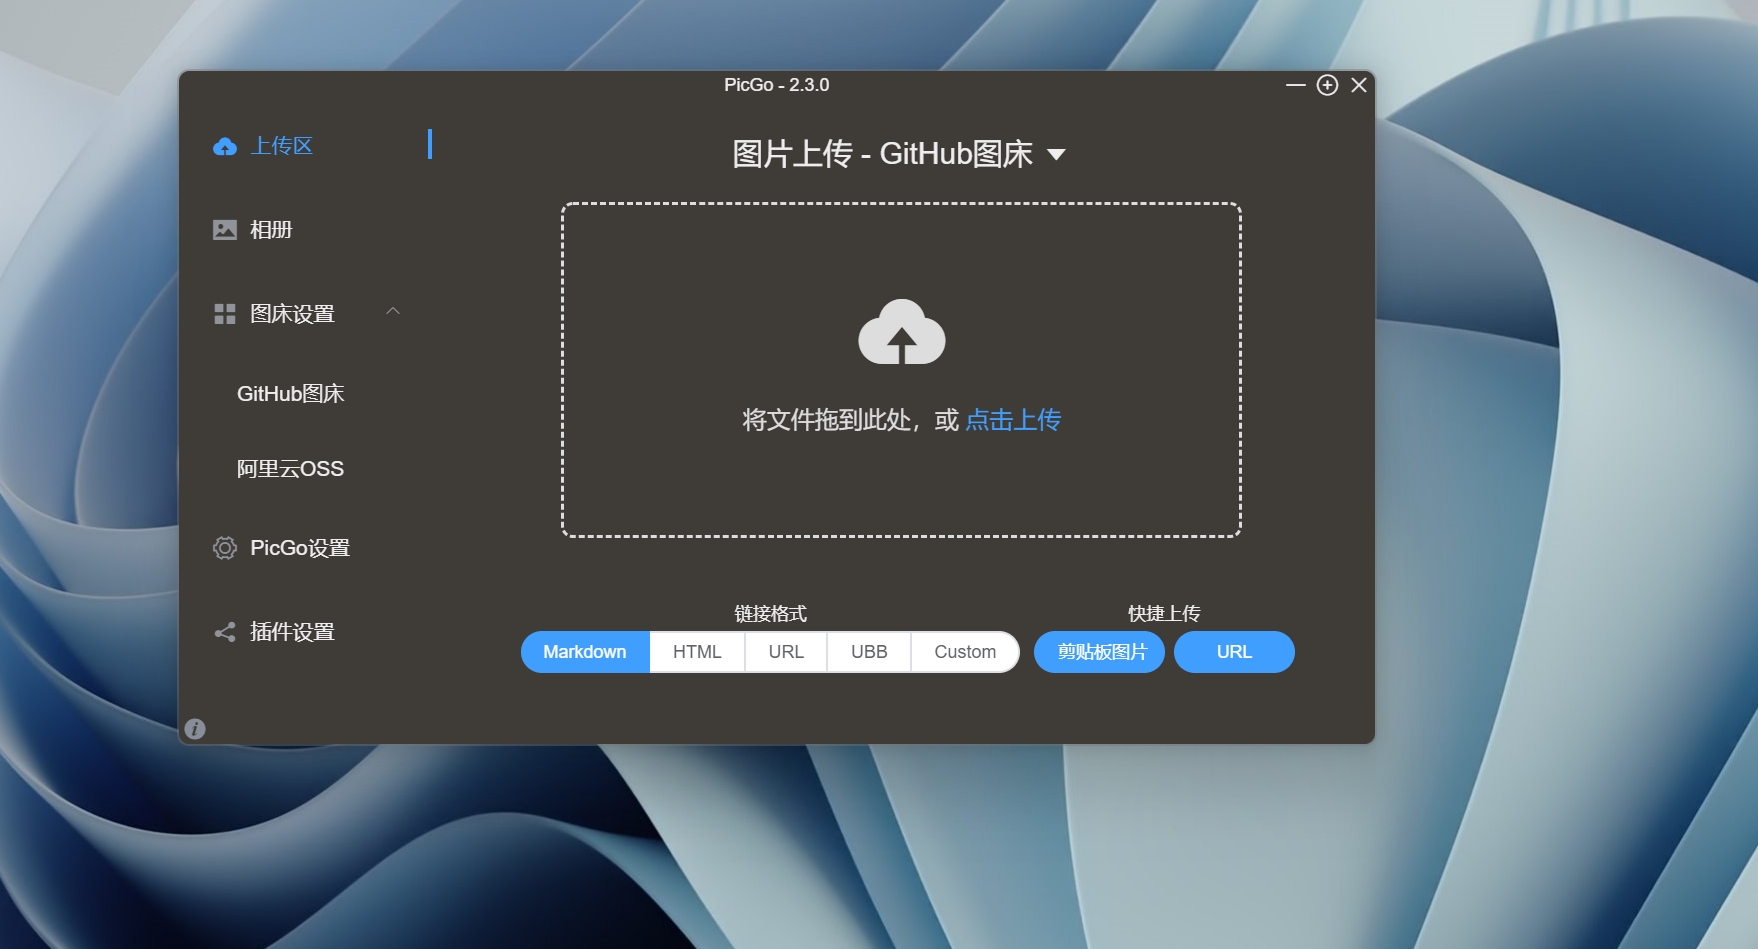 PicGo - 2.3.0
上传区
相册
图床设置
GitHub图床
阿里云OSS
PicGo设置
插件设置
图片上传 - GitHub图床
将文件拖到此处，或 点击上传
链接格式
Markdown HTML URL UBB Custom
快捷上传
剪贴板图片 URL